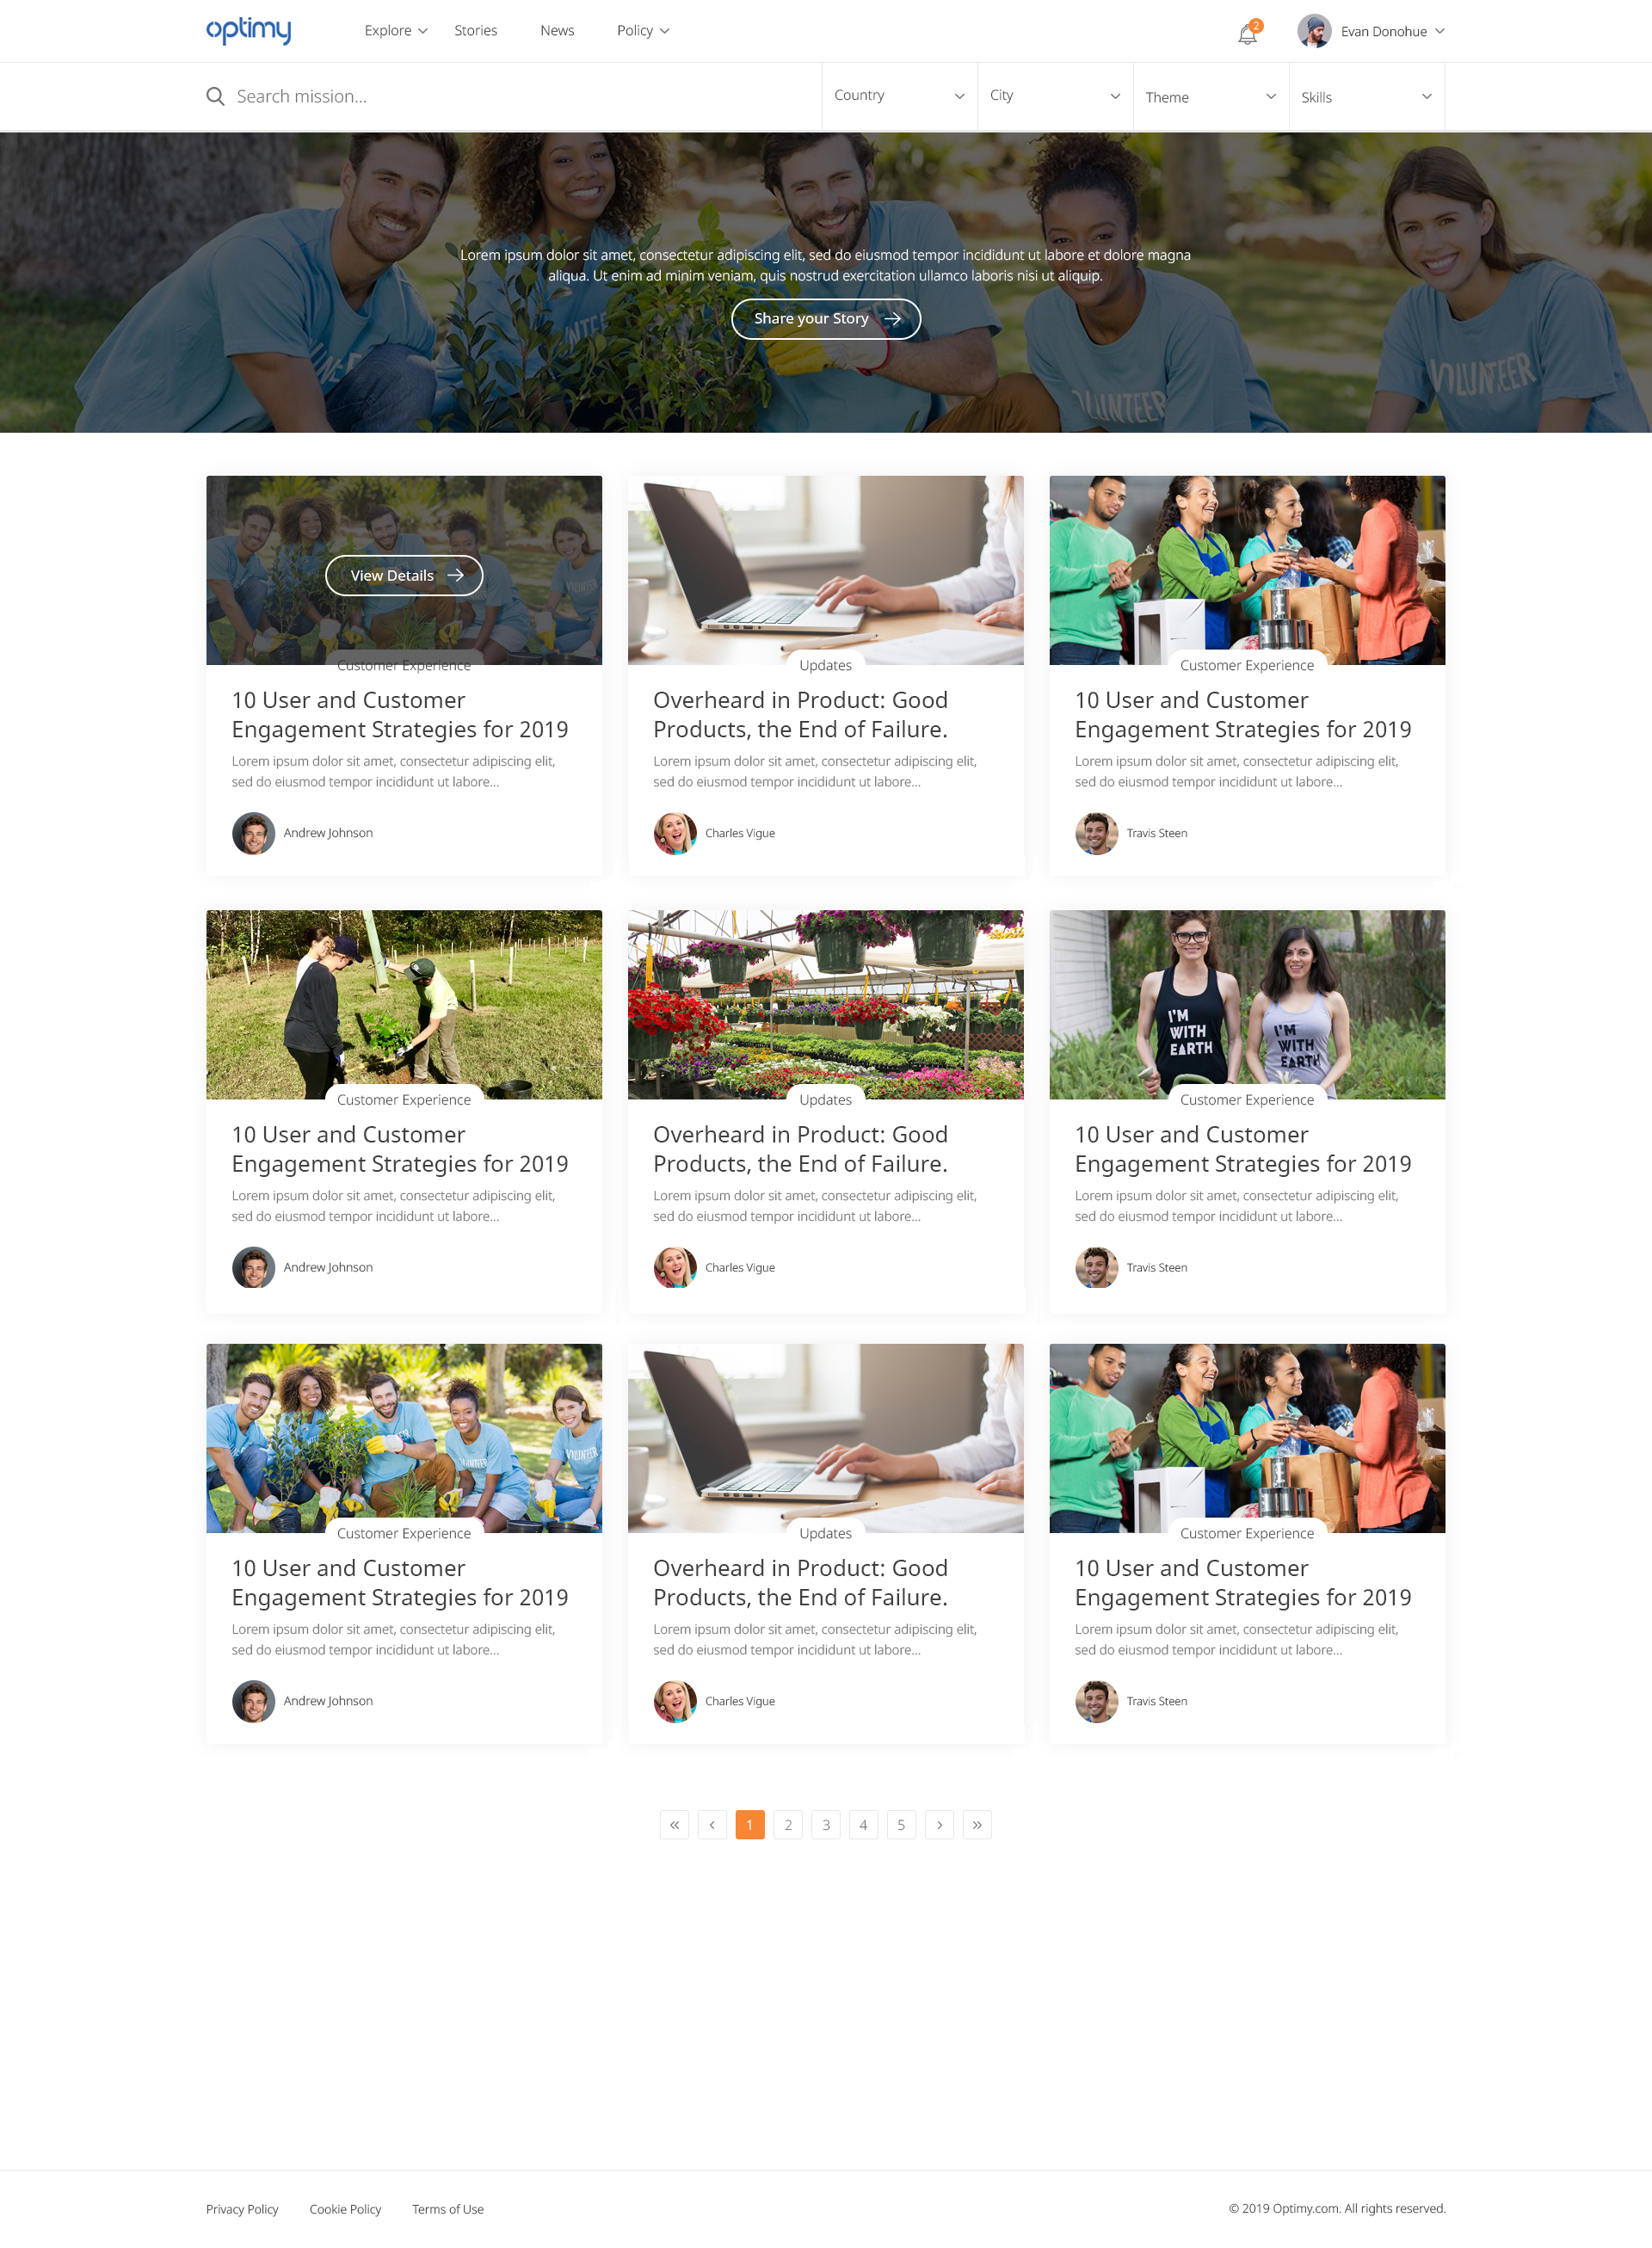 optimy
Explore
Stories
News
Policy
2
Evan Donohue
Search mission...
Country
City
Theme
Skills
Lorem ipsum dolor sit amet, consectetur adipiscing elit, sed do eiusmod tempor incididunt ut labore et dolore magna
aliqua. Ut enim ad minim veniam, quis nostrud exercitation ullamco laboris nisi ut aliquip.
Share your Story
VOLUNTEER
View Details
Customer Experience
10 User and Customer
Engagement Strategies for 2019
Lorem ipsum dolor sit amet, consectetur adipiscing elit,
sed do eiusmod tempor incididunt ut labore...
Andrew Johnson
Updates
Overheard in Product: Good
Products, the End of Failure.
Lorem ipsum dolor sit amet, consectetur adipiscing elit,
sed do eiusmod tempor incididunt ut labore...
Charles Vigue
Customer Experience
10 User and Customer
Engagement Strategies for 2019
Lorem ipsum dolor sit amet, consectetur adipiscing elit,
sed do eiusmod tempor incididunt ut labore...
Travis Steen
Customer Experience
10 User and Customer
Engagement Strategies for 2019
Lorem ipsum dolor sit amet, consectetur adipiscing elit,
sed do eiusmod tempor incididunt ut labore...
Andrew Johnson
Updates
Overheard in Product: Good
Products, the End of Failure.
Lorem ipsum dolor sit amet, consectetur adipiscing elit,
sed do eiusmod tempor incididunt ut labore...
Charles Vigue
I'M
WITH
EARTH
I'M
WITH
EARTH
Customer Experience
10 User and Customer
Engagement Strategies for 2019
Lorem ipsum dolor sit amet, consectetur adipiscing elit,
sed do eiusmod tempor incididunt ut labore...
Travis Steen
VOLUNTEER
Customer Experience
10 User and Customer
Engagement Strategies for 2019
Lorem ipsum dolor sit amet, consectetur adipiscing elit,
sed do eiusmod tempor incididunt ut labore...
Andrew Johnson
Updates
Overheard in Product: Good
Products, the End of Failure.
Lorem ipsum dolor sit amet, consectetur adipiscing elit,
sed do eiusmod tempor incididunt ut labore...
Charles Vigue
Customer Experience
10 User and Customer
Engagement Strategies for 2019
Lorem ipsum dolor sit amet, consectetur adipiscing elit,
sed do eiusmod tempor incididunt ut labore...
Travis Steen
« ‹ 1 2 3 4 5 › »
Privacy Policy
Cookie Policy
Terms of Use
© 2019 Optimy.com. All rights reserved.